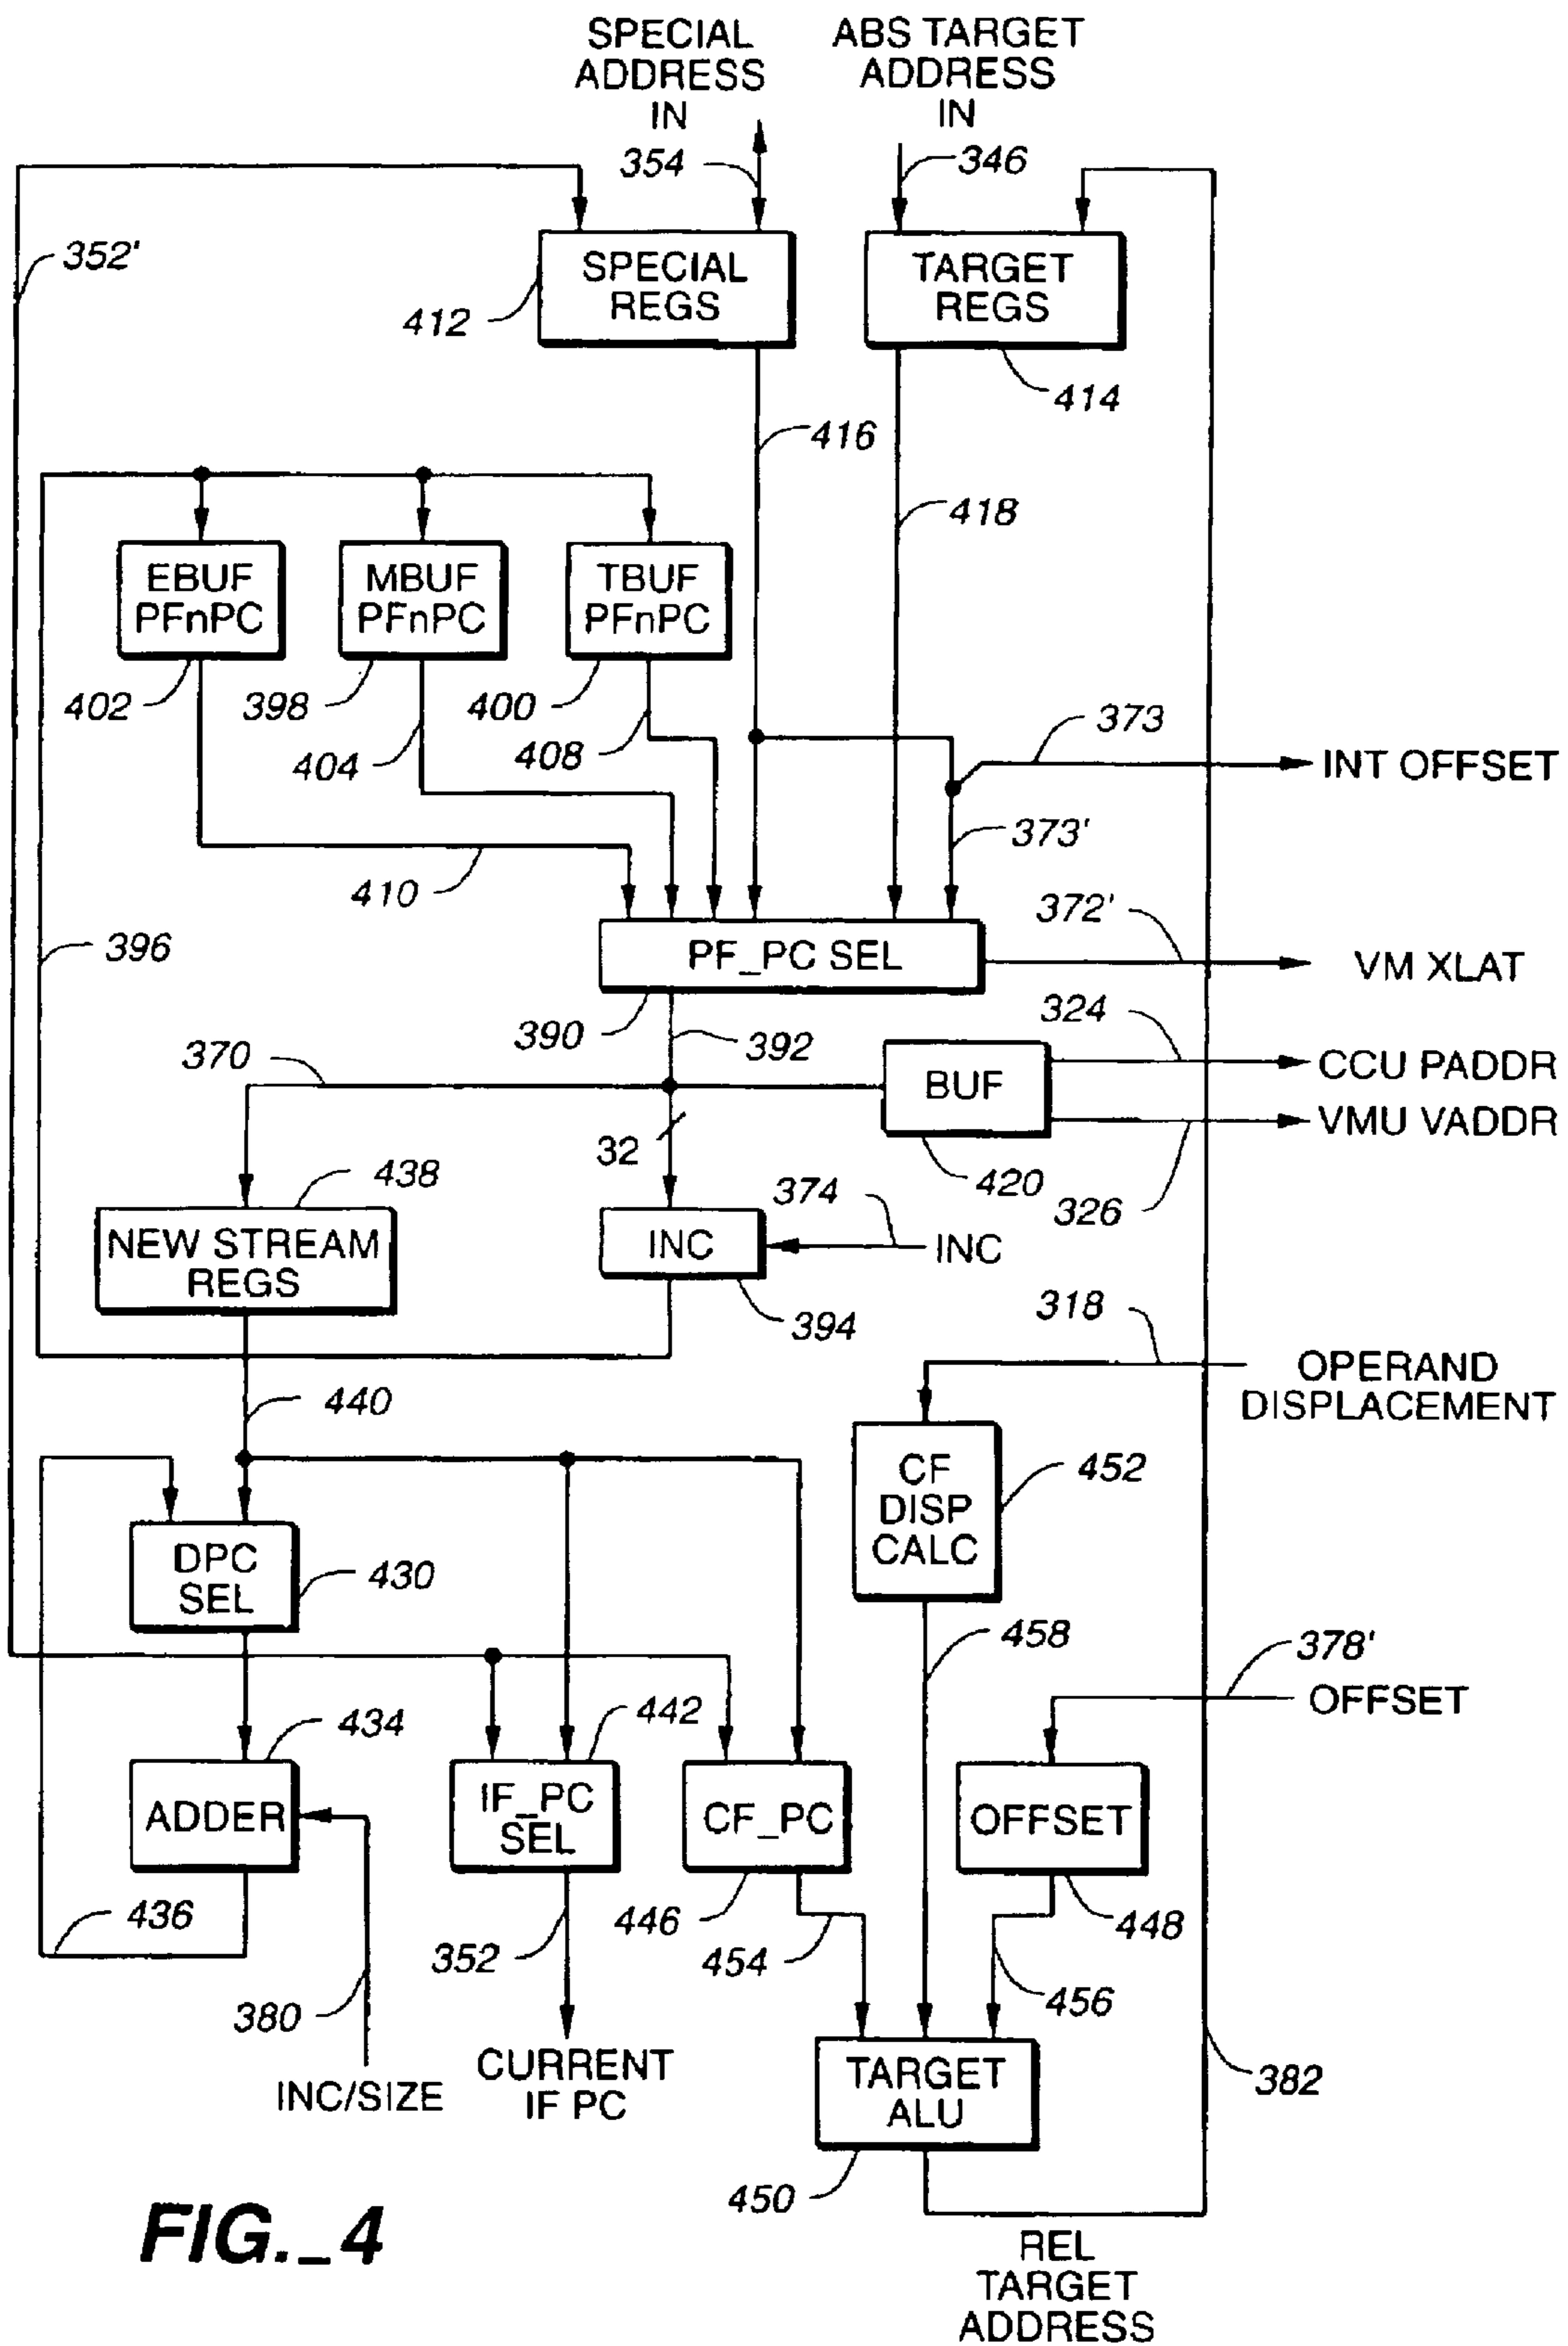 SPECIAL
ADDRESS
IN
ABS TARGET
ADDRESS
IN
354
346
352'
SPECIAL
REGS
TARGET
REGS
412
414
416
418
EBUF
PFnPC
MBUF
PFnPC
TBUF
PFnPC
402
398
400
404
408
373
INT OFFSET
373'
410
372'
396
PF_PC SEL
VM XLAT
390
392
324
370
BUF
CCU PADDR
VMU VADDR
32
420
326
438
374
NEW STREAM
REGS
INC
INC
394
318
OPERAND
DISPLACEMENT
440
CF
DISP
CALC
452
DPC
SEL
430
458
378'
OFFSET
434
442
ADDER
IF_PC
SEL
CF_PC
OFFSET
436
446
448
352
454
456
380
INC/SIZE
CURRENT
IF PC
TARGET
ALU
382
450
FIG._4
REL
TARGET
ADDRESS